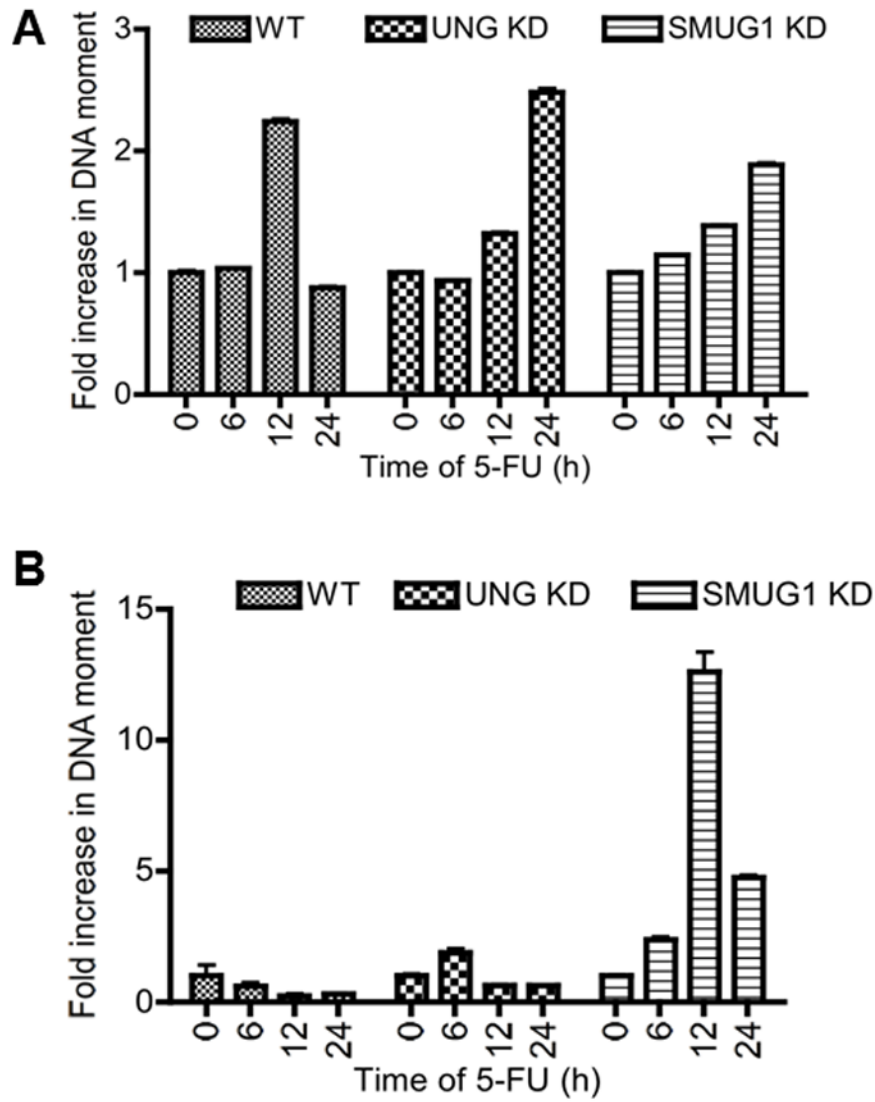 A
WT UNG KD SMUG1 KD
Fold increase in DNA moment
3
2
1
0
0 6 12 24 0 6 12 24 0 6 12 24
Time of 5-FU (h)
B
WT UNG KD SMUG1 KD
Fold increase in DNA moment
15
10
5
0
0 6 12 24 0 6 12 24 0 6 12 24
Time of 5-FU (h)